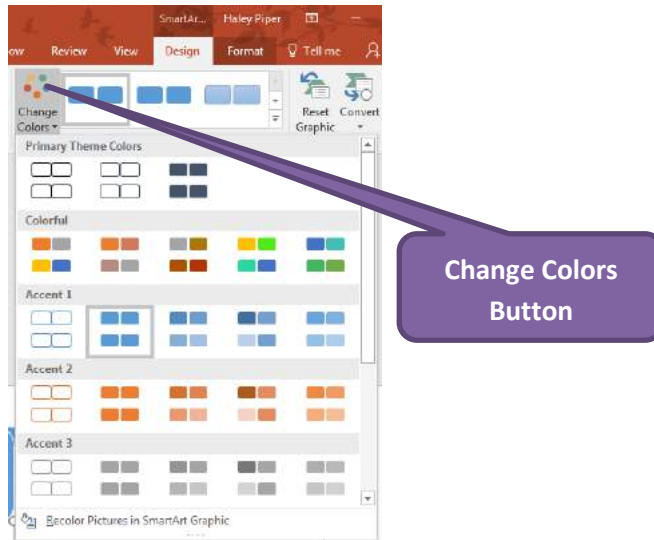 SmartAr... Haley Piper
ow Review View Design Format Tell me
Change
Colors
Reset
Graphic
Convert
Primary Theme Colors
Colorful
Accent 1
Accent 2
Accent 3
Recolor Pictures in SmartArt Graphic
Change Colors
Button